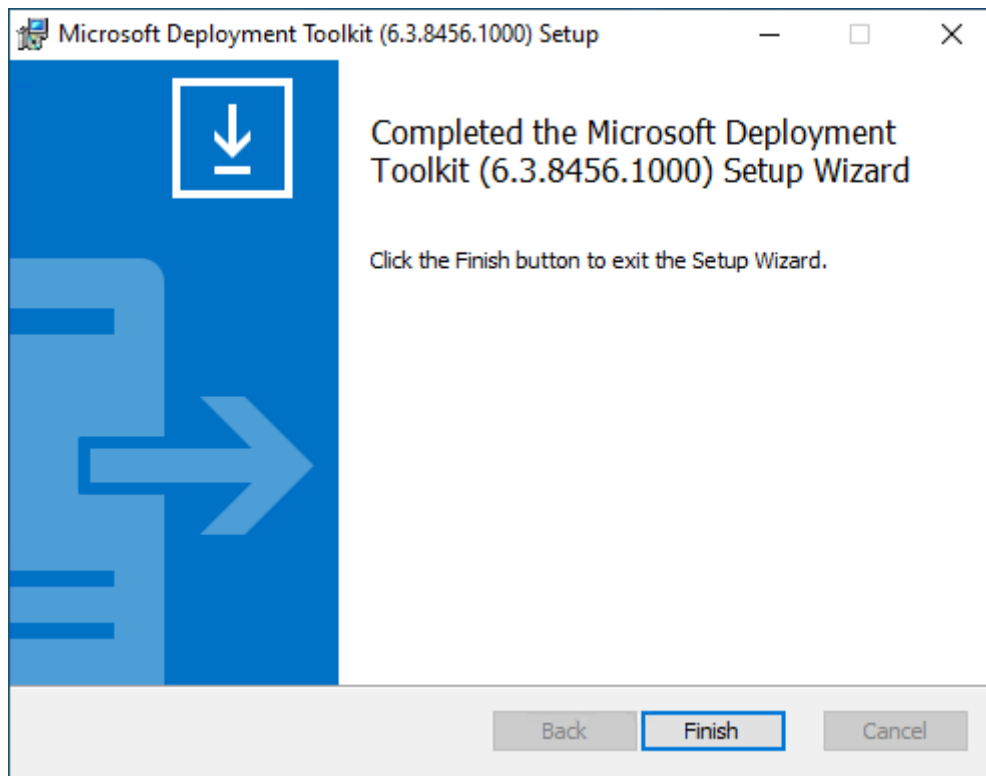 Microsoft Deployment Toolkit (6.3.8456.1000) Setup
Completed the Microsoft Deployment
Toolkit (6.3.8456.1000) Setup Wizard
Click the Finish button to exit the Setup Wizard.
Back
Finish
Cancel